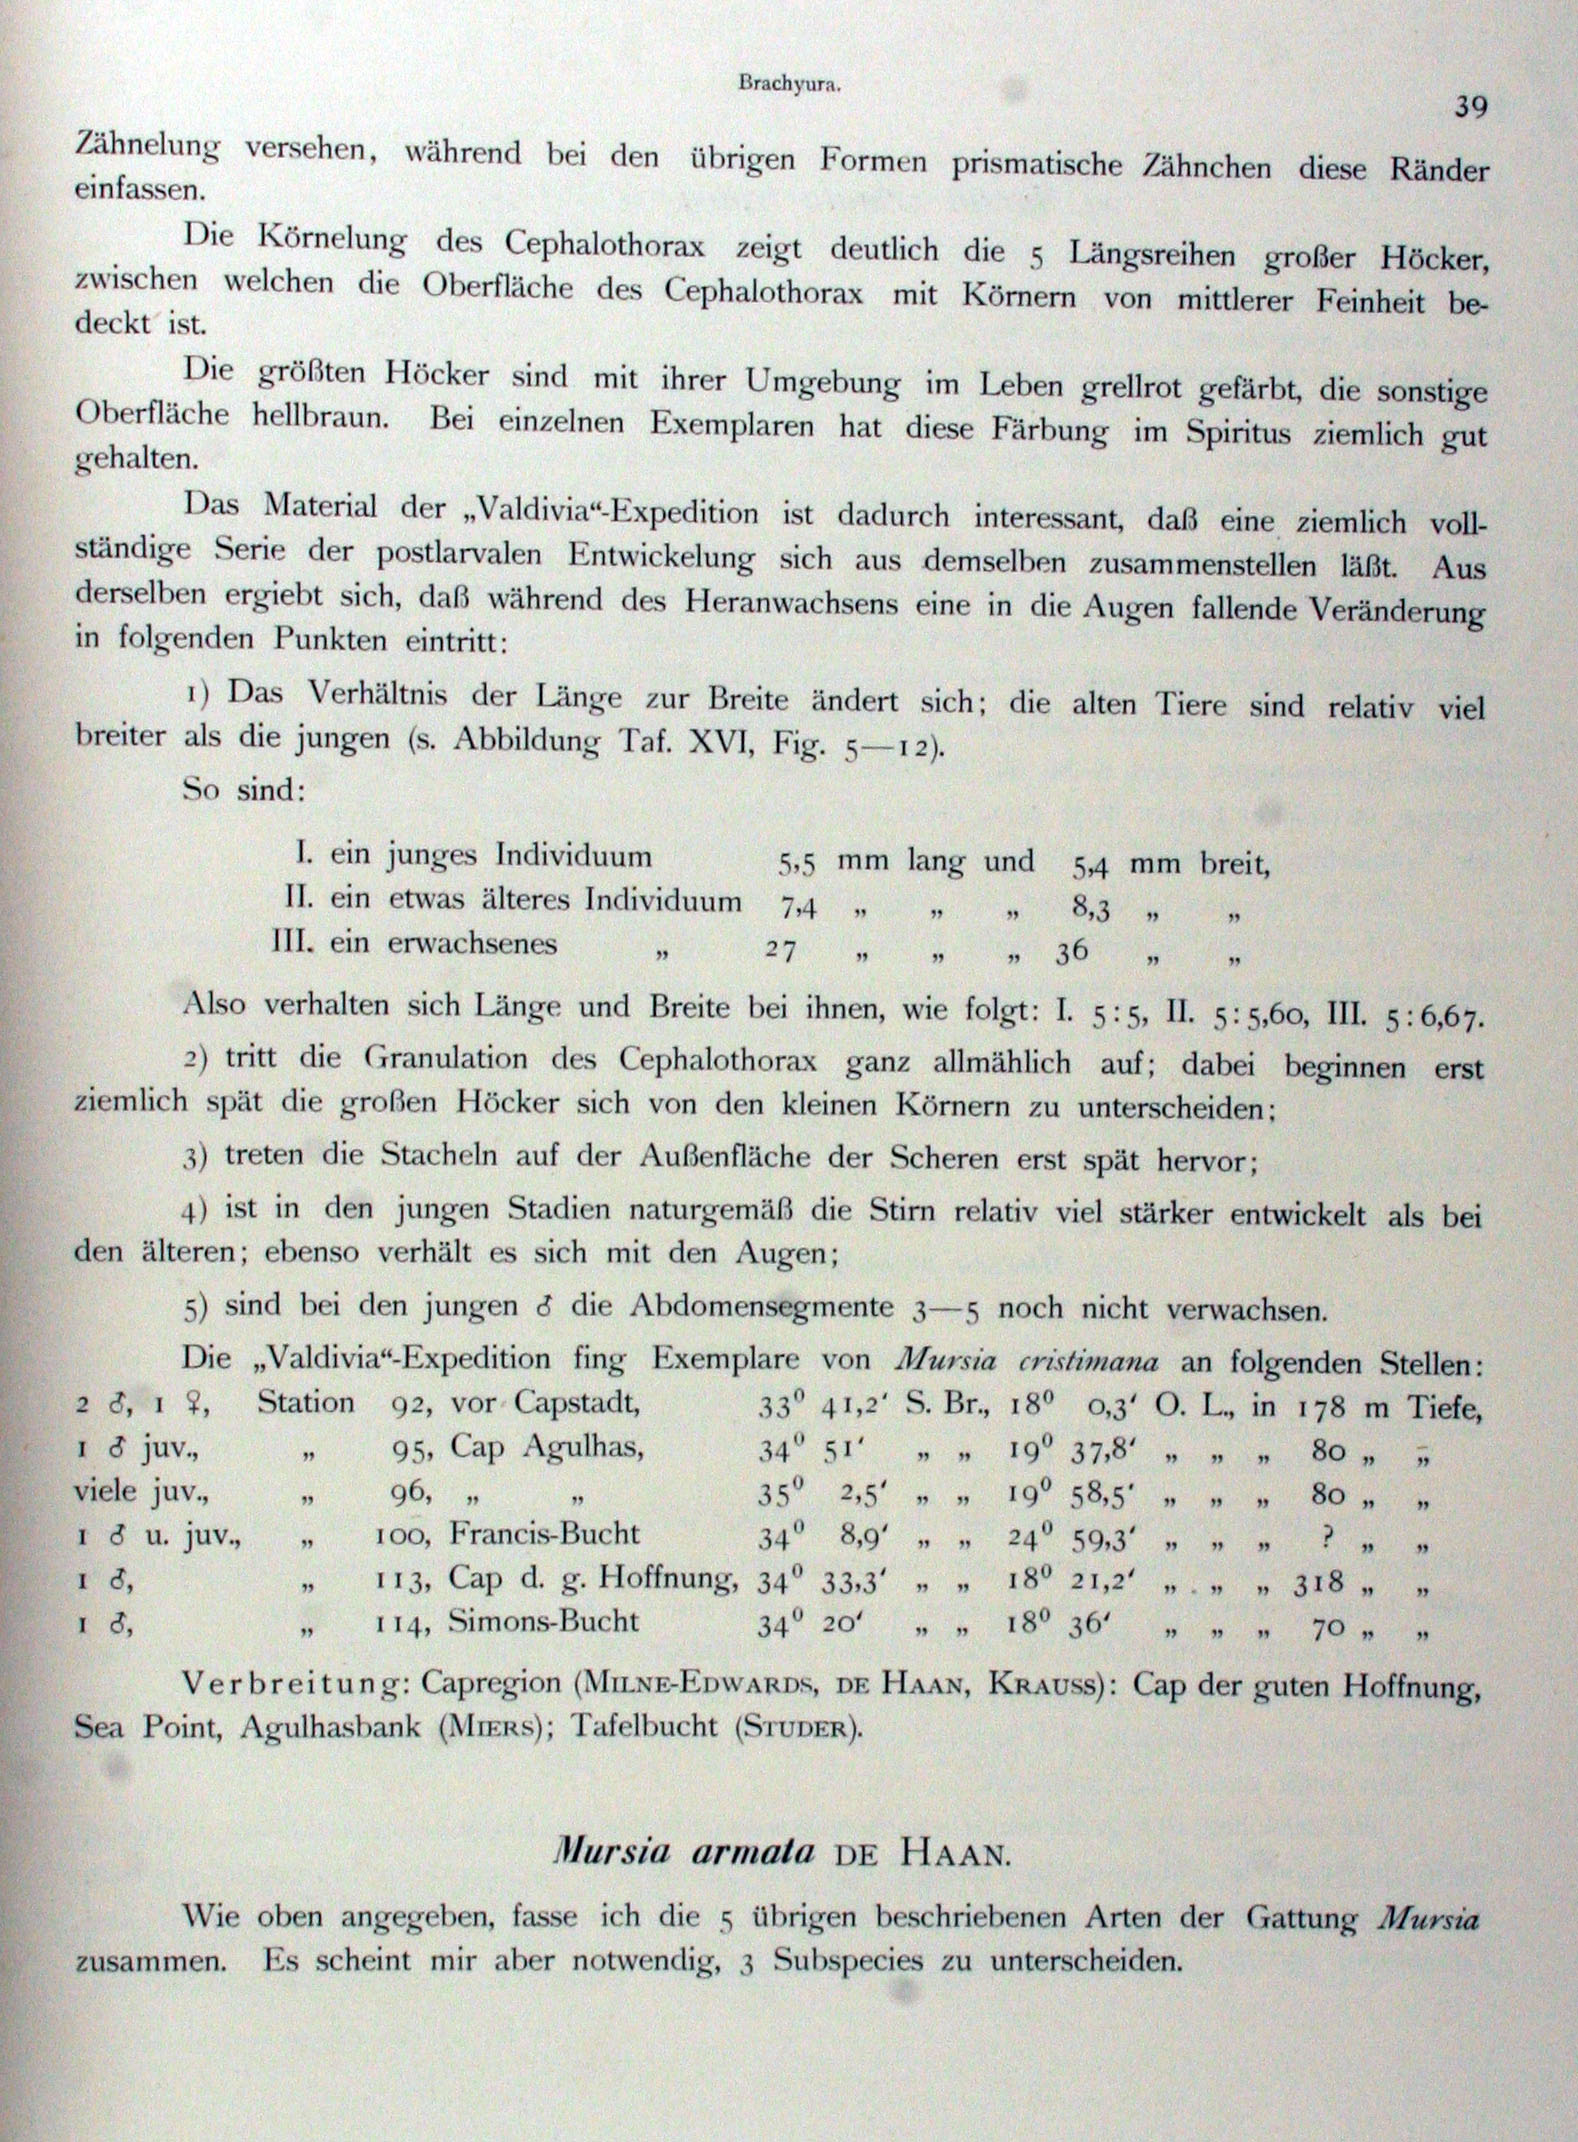 Brachyura.
39
Zähnelung versehen, während bei den übrigen Formen prismatische Zähnchen diese Ränder
einfassen.
Die Körnelung des Cephalothorax zeigt deutlich die 5 Längsreihen großer Höcker,
zwischen welchen die Oberfläche des Cephalothorax mit Körnern von mittlerer Feinheit be-
deckt ist.
Die größten Höcker sind mit ihrer Umgebung im Leben grellrot gefärbt, die sonstige
Oberfläche hellbraun. Bei einzelnen Exemplaren hat diese Färbung im Spiritus ziemlich gut
gehalten.
Das Material der „Valdivia“-Expedition ist dadurch interessant, daß eine ziemlich voll-
ständige Serie der postlarvalen Entwickelung sich aus demselben zusammenstellen läßt. Aus
derselben ergiebt sich, daß während des Heranwachsens eine in die Augen fallende Veränderung
in folgenden Punkten eintritt:
1) Das Verhältnis der Länge zur Breite ändert sich; die alten Tiere sind relativ viel
breiter als die jungen (s. Abbildung Taf. XVI, Fig. 5—12).
So sind:
I. ein junges Individuum 5,5 mm lang und 5,4 mm breit,
II. ein etwas älteres Individuum 7,4 „ „ „ 8,3 „ „
III. ein erwachsenes „ 27 „ „ „ 36 „ „
Also verhalten sich Länge und Breite bei ihnen, wie folgt: I. 5:5, II. 5:5,60, III. 5:6,67.
2) tritt die Granulation des Cephalothorax ganz allmählich auf; dabei beginnen erst
ziemlich spät die großen Höcker sich von den kleinen Körnern zu unterscheiden;
3) treten die Stacheln auf der Außenfläche der Scheren erst spät hervor;
4) ist in den jungen Stadien naturgemäß die Stirn relativ viel stärker entwickelt als bei
den älteren; ebenso verhält es sich mit den Augen;
5) sind bei den jungen ♂ die Abdomensegmente 3—5 noch nicht verwachsen.
Die „Valdivia“-Expedition fing Exemplare von Mursia cristimana an folgenden Stellen:
2 ♂, 1 ♀, Station 92, vor Capstadt, 33° 41,2' S. Br., 18° 0,3' O. L., in 178 m Tiefe,
1 ♂ juv., „ 95, Cap Agulhas, 34° 51' „ „ 19° 37,8' „ „ „ 80 „ „
viele juv., „ 96, „ „ 35° 2,5' „ „ 19° 58,5' „ „ „ 80 „ „
1 ♂ u. juv., „ 100, Francis-Bucht 34° 8,9' „ „ 24° 59,3' „ „ „ ? „ „
1 ♂, „ 113, Cap d. g. Hoffnung, 34° 33,3' „ „ 18° 21,2' „ „ „ 318 „ „
1 ♂, „ 114, Simons-Bucht 34° 20' „ „ 18° 36' „ „ „ 70 „ „
Verbreitung: Capregion (MILNE-EDWARDS, DE HAAN, KRAUSS): Cap der guten Hoffnung,
Sea Point, Agulhasbank (MIERS); Tafelbucht (STUDER).
Mursia armata DE HAAN.
Wie oben angegeben, fasse ich die 5 übrigen beschriebenen Arten der Gattung Mursia
zusammen. Es scheint mir aber notwendig, 3 Subspecies zu unterscheiden.